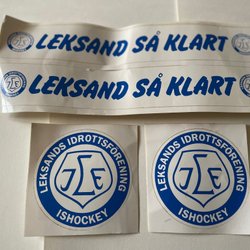 LEKSAND SÅ KLART
LEKSAND SÅ KLART
LEKSANDS IDROTTSFÖRENING
LIF
ISHOCKEY
LEKSANDS IDROTTSFÖRENING
LIF
ISHOCKEY